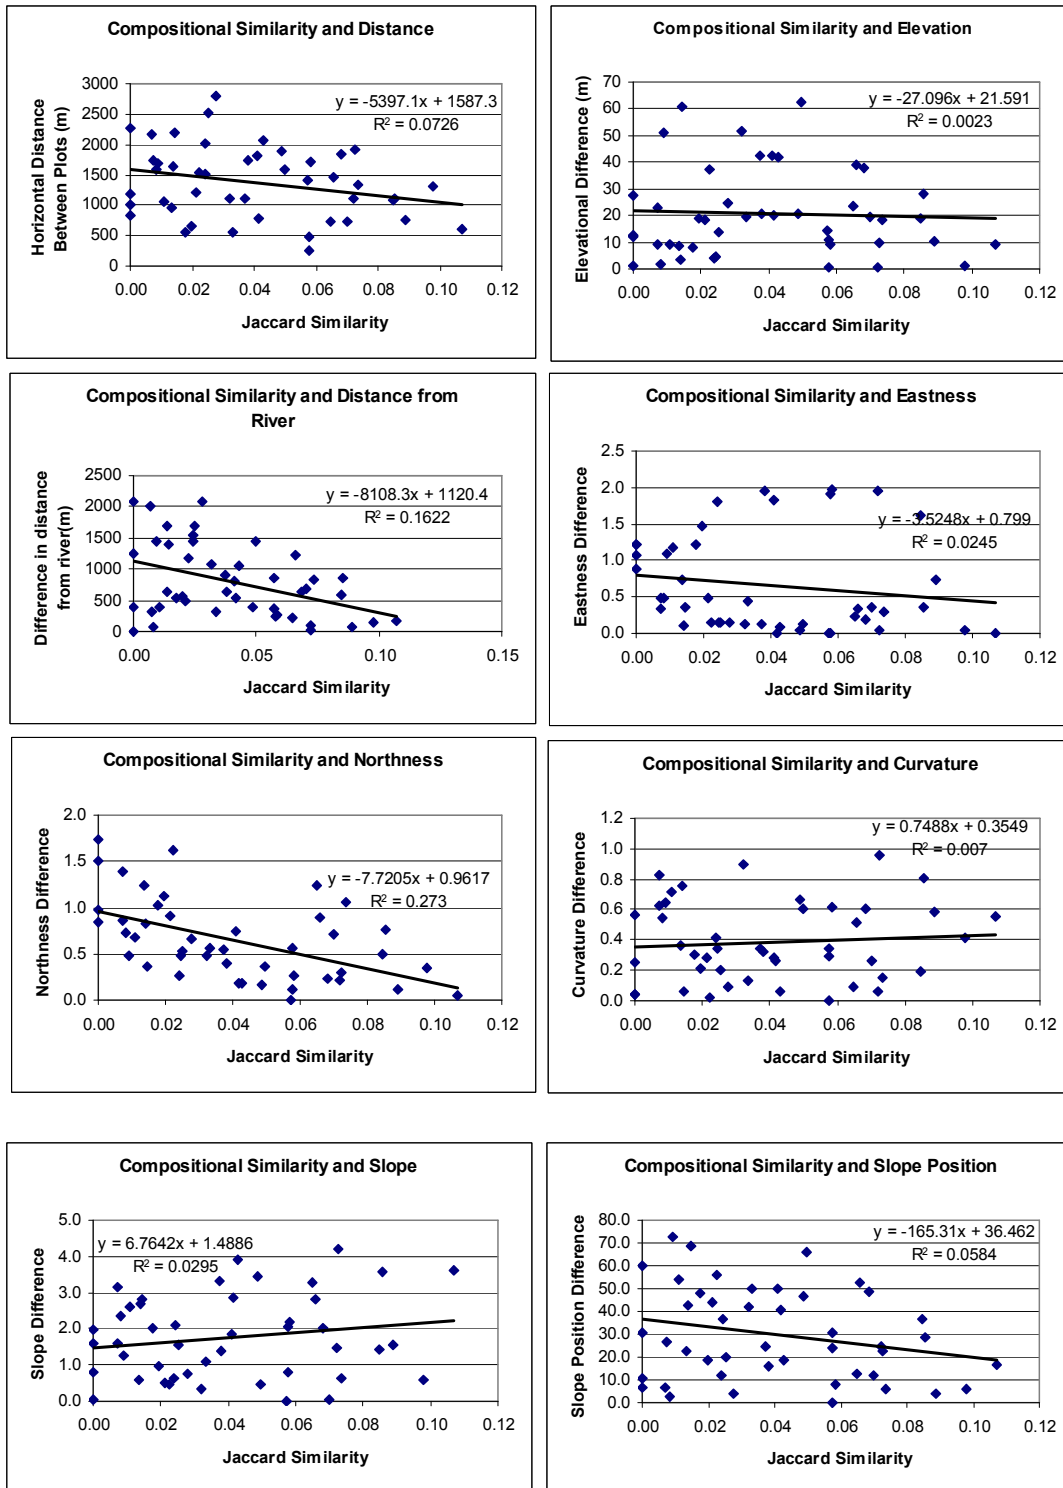 Compositional Similarity and Distance
3000
2500
2000
1500
1000
500
0
y = -5397.1x + 1587.3
R² = 0.0726
Horizontal Distance
Between Plots (m)
0.00 0.02 0.04 0.06 0.08 0.10 0.12
Jaccard Similarity
Compositional Similarity and Elevation
70
60
50
40
30
20
10
0
y = -27.096x + 21.591
R² = 0.0023
Elevational Difference (m)
0.00 0.02 0.04 0.06 0.08 0.10 0.12
Jaccard Similarity
Compositional Similarity and Distance from
River
2500
2000
1500
1000
500
0
y = -8108.3x + 1120.4
R² = 0.1622
Difference in distance
from river(m)
0.00 0.05 0.10 0.15
Jaccard Similarity
Compositional Similarity and Eastness
2.5
2.0
1.5
1.0
0.5
0.0
y = -3.5248x + 0.799
R² = 0.0245
Eastness Difference
0.00 0.02 0.04 0.06 0.08 0.10 0.12
Jaccard Similarity
Compositional Similarity and Northness
2.0
1.5
1.0
0.5
0.0
y = -7.7205x + 0.9617
R² = 0.273
Northness Difference
0.00 0.02 0.04 0.06 0.08 0.10 0.12
Jaccard Similarity
Compositional Similarity and Curvature
1.2
1.0
0.8
0.6
0.4
0.2
0.0
y = 0.7488x + 0.3549
R² = 0.007
Curvature Difference
0.00 0.02 0.04 0.06 0.08 0.10 0.12
Jaccard Similarity
Compositional Similarity and Slope
5.0
4.0
3.0
2.0
1.0
0.0
y = 6.7642x + 1.4886
R² = 0.0295
Slope Difference
0.00 0.02 0.04 0.06 0.08 0.10 0.12
Jaccard Similarity
Compositional Similarity and Slope Position
80.0
70.0
60.0
50.0
40.0
30.0
20.0
10.0
0.0
y = -165.31x + 36.462
R² = 0.0584
Slope Position Difference
0.00 0.02 0.04 0.06 0.08 0.10 0.12
Jaccard Similarity